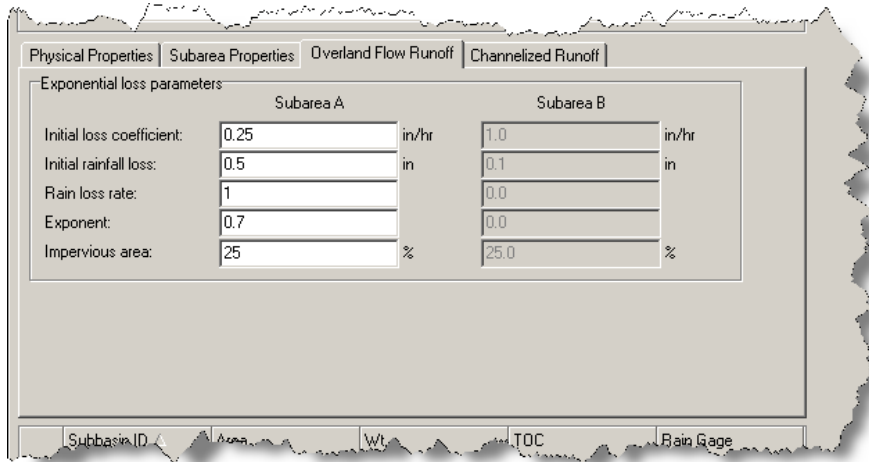 Physical Properties Subarea Properties Overland Flow Runoff Channelized Runoff
Exponential loss parameters
Subarea A Subarea B
Initial loss coefficient: 0.25 in/hr 1.0 in/hr
Initial rainfall loss: 0.5 in 0.1 in
Rain loss rate: 1 0.0
Exponent: 0.7 0.0
Impervious area: 25 % 25.0 %
Subbasin ID Area Wt. TOC Rain Gage